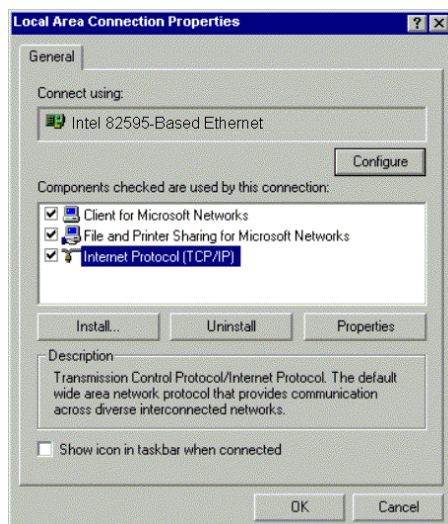 Local Area Connection Properties
General
Connect using:
Intel 82595-Based Ethernet
Configure
Components checked are used by this connection:
Client for Microsoft Networks
File and Printer Sharing for Microsoft Networks
Internet Protocol (TCP/IP)
Install... Uninstall Properties
Description
Transmission Control Protocol/Internet Protocol. The default
wide area network protocol that provides communication
across diverse interconnected networks.
Show icon in taskbar when connected
OK Cancel